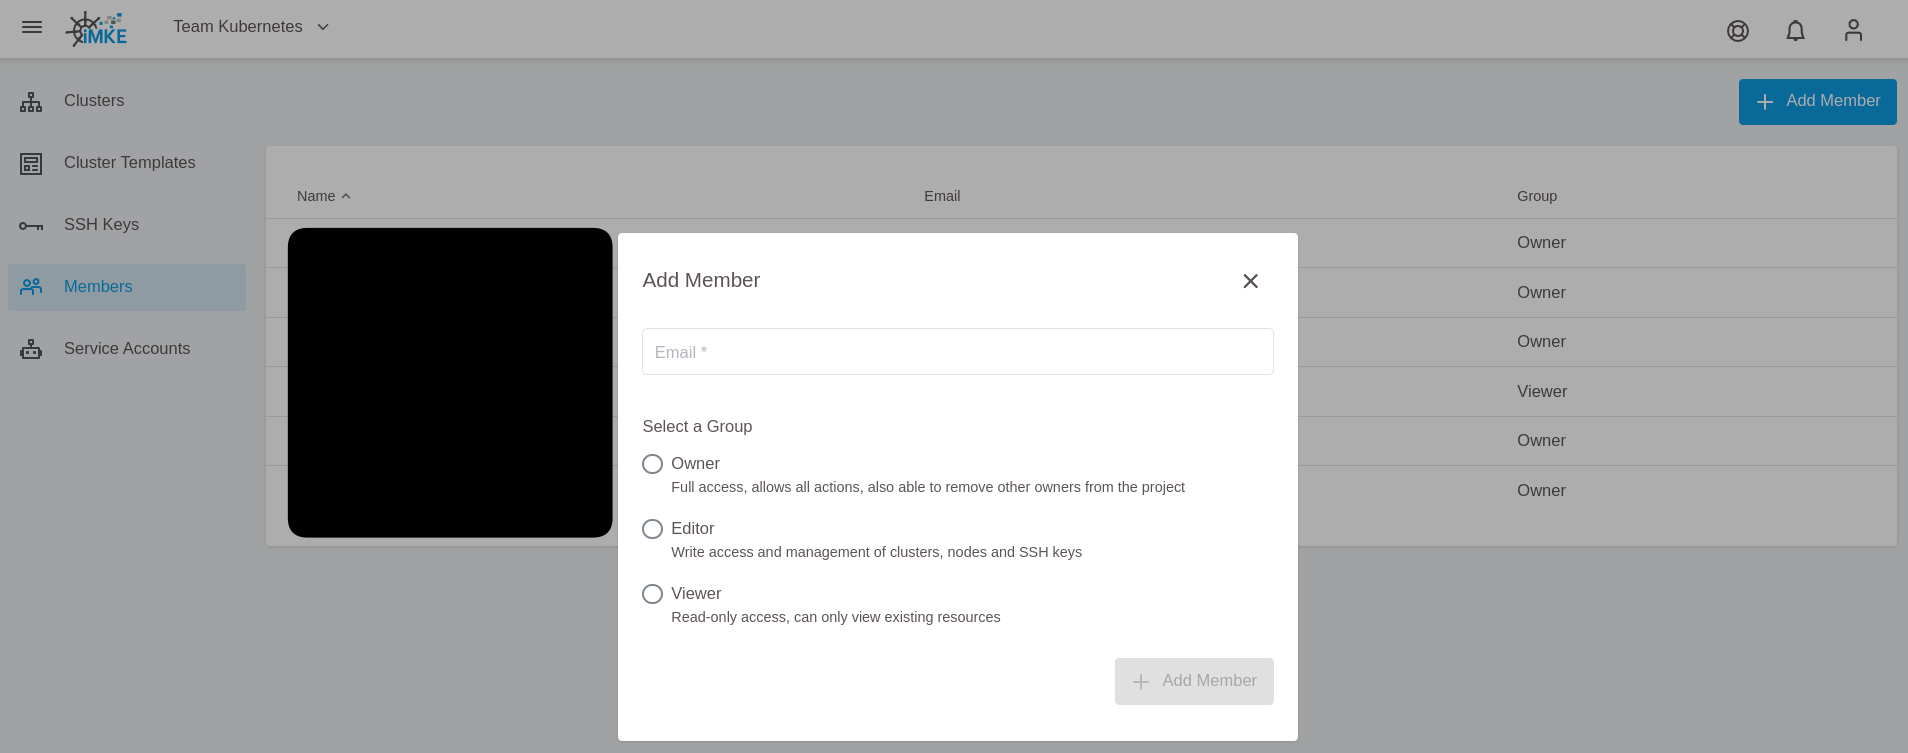 iMKE
Team Kubernetes
Clusters
Cluster Templates
SSH Keys
Members
Service Accounts
Add Member
Name
Email
Group
Owner
Owner
Owner
Viewer
Owner
Owner
Add Member
Email *
Select a Group
Owner
Full access, allows all actions, also able to remove other owners from the project
Editor
Write access and management of clusters, nodes and SSH keys
Viewer
Read-only access, can only view existing resources
Add Member